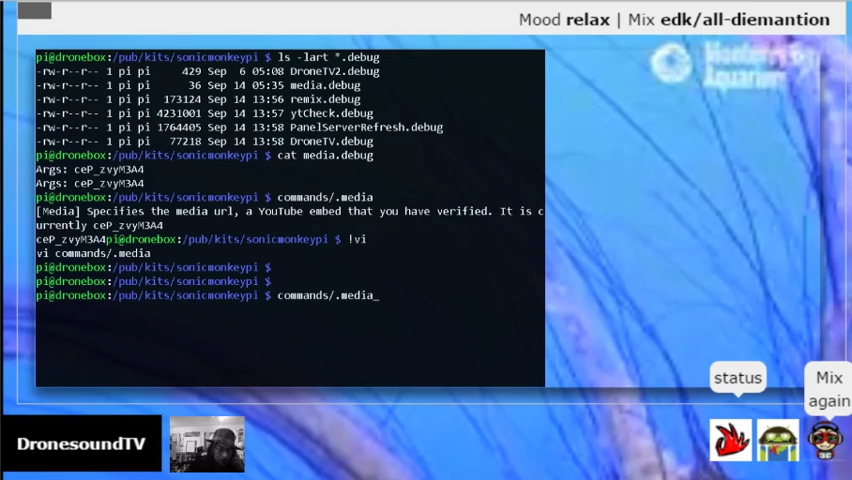 Mood relax | Mix edk/all-diemantion
Monterey Bay
Aquarium
pi@dronebox:/pub/kits/sonicmonkeypi $ ls -lart *.debug
-rw-r--r-- 1 pi pi     429 Sep  6 05:08 DroneTV2.debug
-rw-r--r-- 1 pi pi      36 Sep 14 05:35 media.debug
-rw-r--r-- 1 pi pi  173124 Sep 14 13:56 remix.debug
-rw-r--r-- 1 pi pi 4231001 Sep 14 13:57 ytCheck.debug
-rw-r--r-- 1 pi pi 1764405 Sep 14 13:58 PanelServerRefresh.debug
-rw-r--r-- 1 pi pi   77218 Sep 14 13:58 DroneTV.debug
pi@dronebox:/pub/kits/sonicmonkeypi $ cat media.debug
Args: ceP_zvyM3A4
Args: ceP_zvyM3A4
pi@dronebox:/pub/kits/sonicmonkeypi $ commands/.media
[Media] Specifies the media url, a YouTube embed that you have verified. It is c
urrently ceP_zvyM3A4
ceP_zvyM3A4pi@dronebox:/pub/kits/sonicmonkeypi $ !vi
vi commands/.media
pi@dronebox:/pub/kits/sonicmonkeypi $
pi@dronebox:/pub/kits/sonicmonkeypi $
pi@dronebox:/pub/kits/sonicmonkeypi $ commands/.media_
status
Mix
again
DronesoundTV